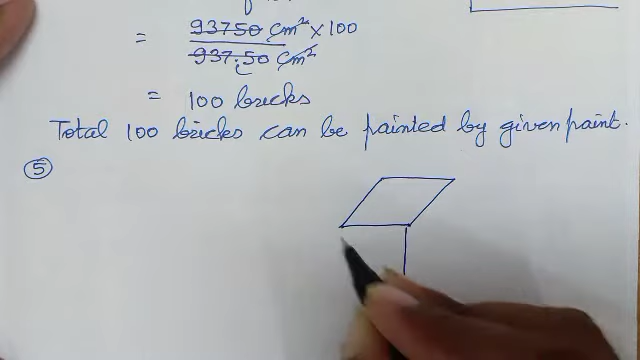 = 93750 cm² × 100
937.50 cm²
= 100 bricks
Total 100 bricks can be painted by given paint.
5